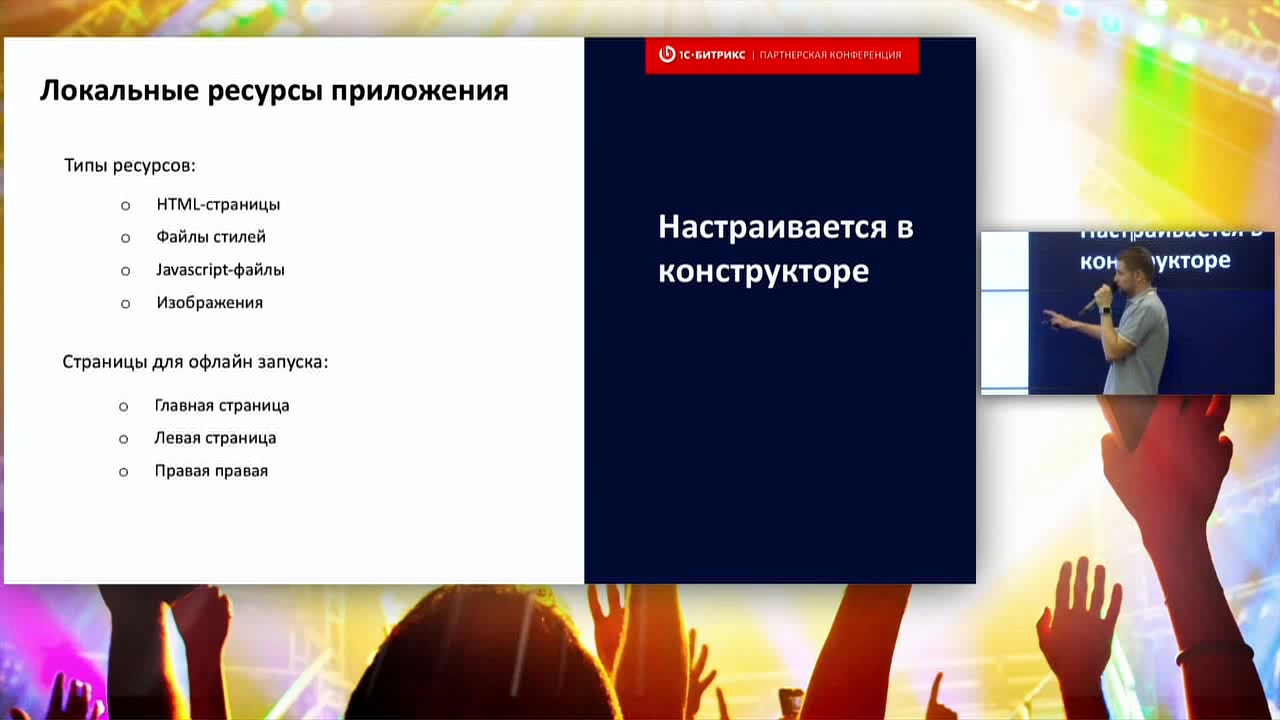 Локальные ресурсы приложения
Типы ресурсов:
HTML-страницы
Файлы стилей
Javascript-файлы
Изображения
Страницы для офлайн запуска:
Главная страница
Левая страница
Правая правая
1С-БИТРИКС | ПАРТНЕРСКАЯ КОНФЕРЕНЦИЯ
Настраивается в
конструкторе